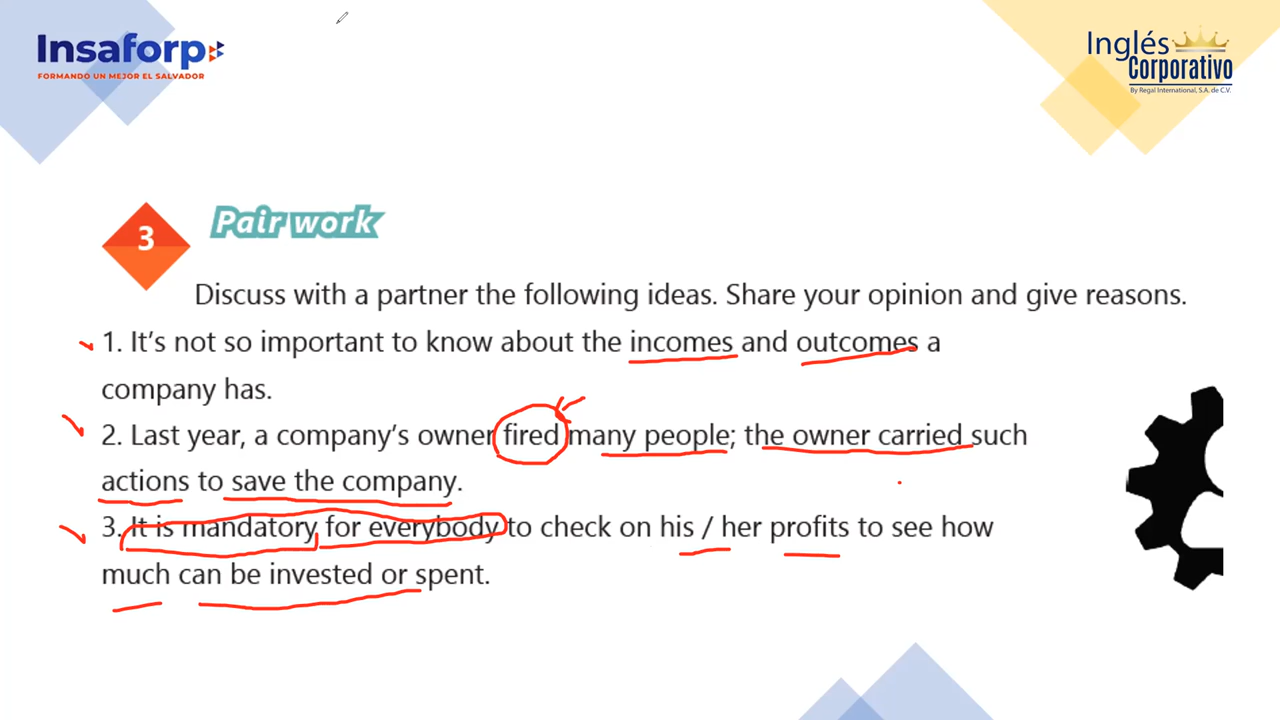 Insaforp
FORMANDO UN MEJOR EL SALVADOR
Inglés
Corporativo
By Regal International, S.A. de C.V.
3
Pair work
Discuss with a partner the following ideas. Share your opinion and give reasons.
1. It's not so important to know about the incomes and outcomes a
company has.
2. Last year, a company's owner fired many people; the owner carried such
actions to save the company.
3. It is mandatory for everybody to check on his / her profits to see how
much can be invested or spent.